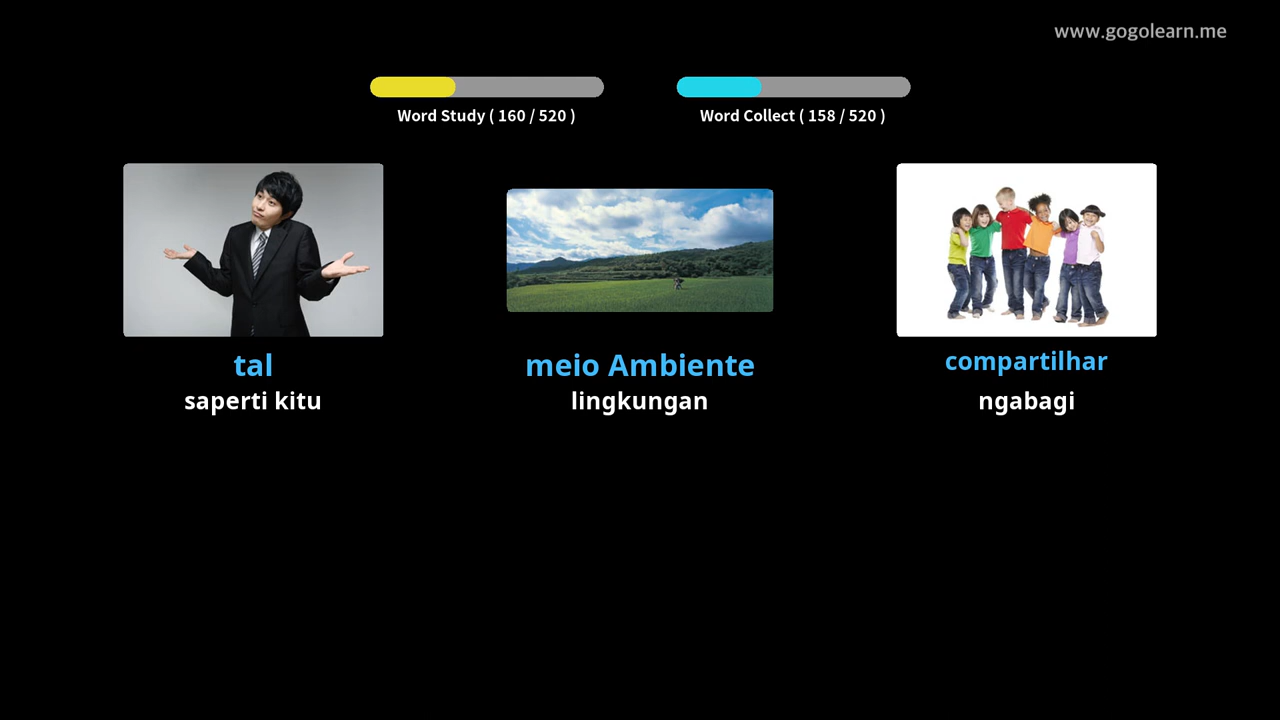 www.gogolearn.me
Word Study ( 160 / 520 )
Word Collect ( 158 / 520 )
tal
saperti kitu
meio Ambiente
lingkungan
compartilhar
ngabagi